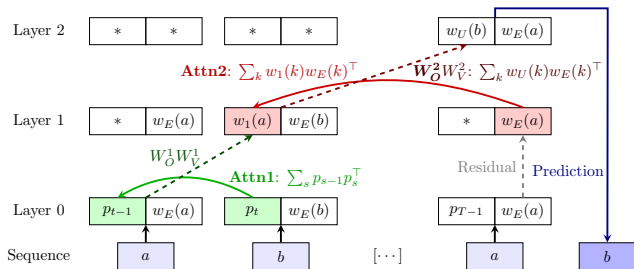 Layer 2 * * * * w_U(b) w_E(a)
Attn2: ∑_k w_1(k)w_E(k)^⊤ W_O^2 W_V^2: ∑_k w_U(k)w_E(k)^⊤
Layer 1 * w_E(a) w_1(a) w_E(b) * w_E(a)
W_O^1 W_V^1 Attn1: ∑_s p_{s−1}p_s^⊤ Residual Prediction
Layer 0 p_{t−1} w_E(a) p_t w_E(b) p_{T−1} w_E(a)
Sequence a b [⋯] a b